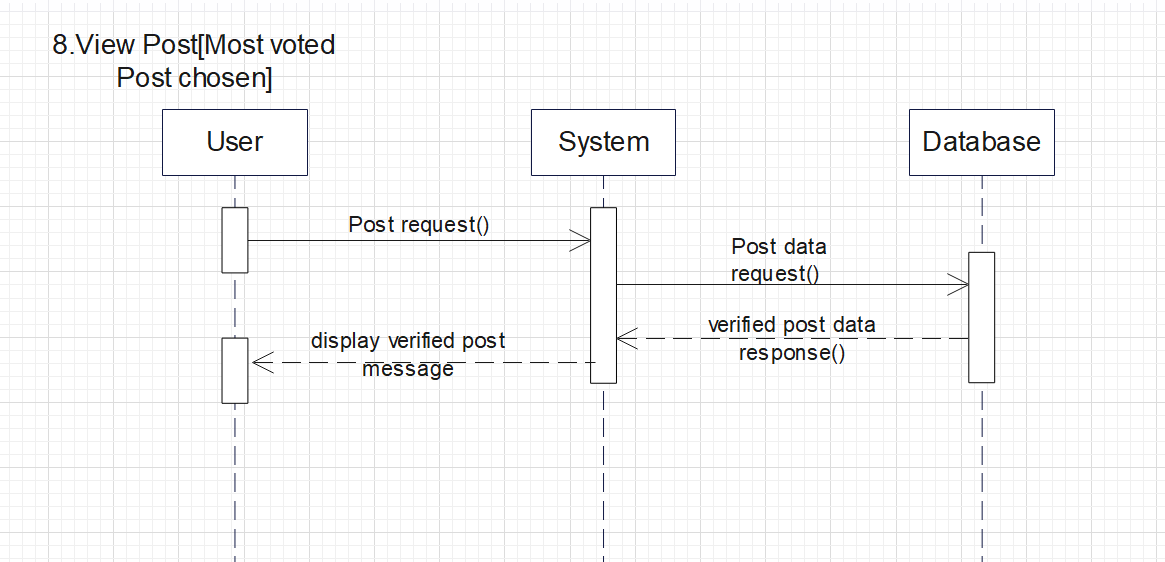 8.View Post[Most voted
Post chosen]
User
System
Database
Post request()
Post data
request()
verified post data
response()
display verified post
message